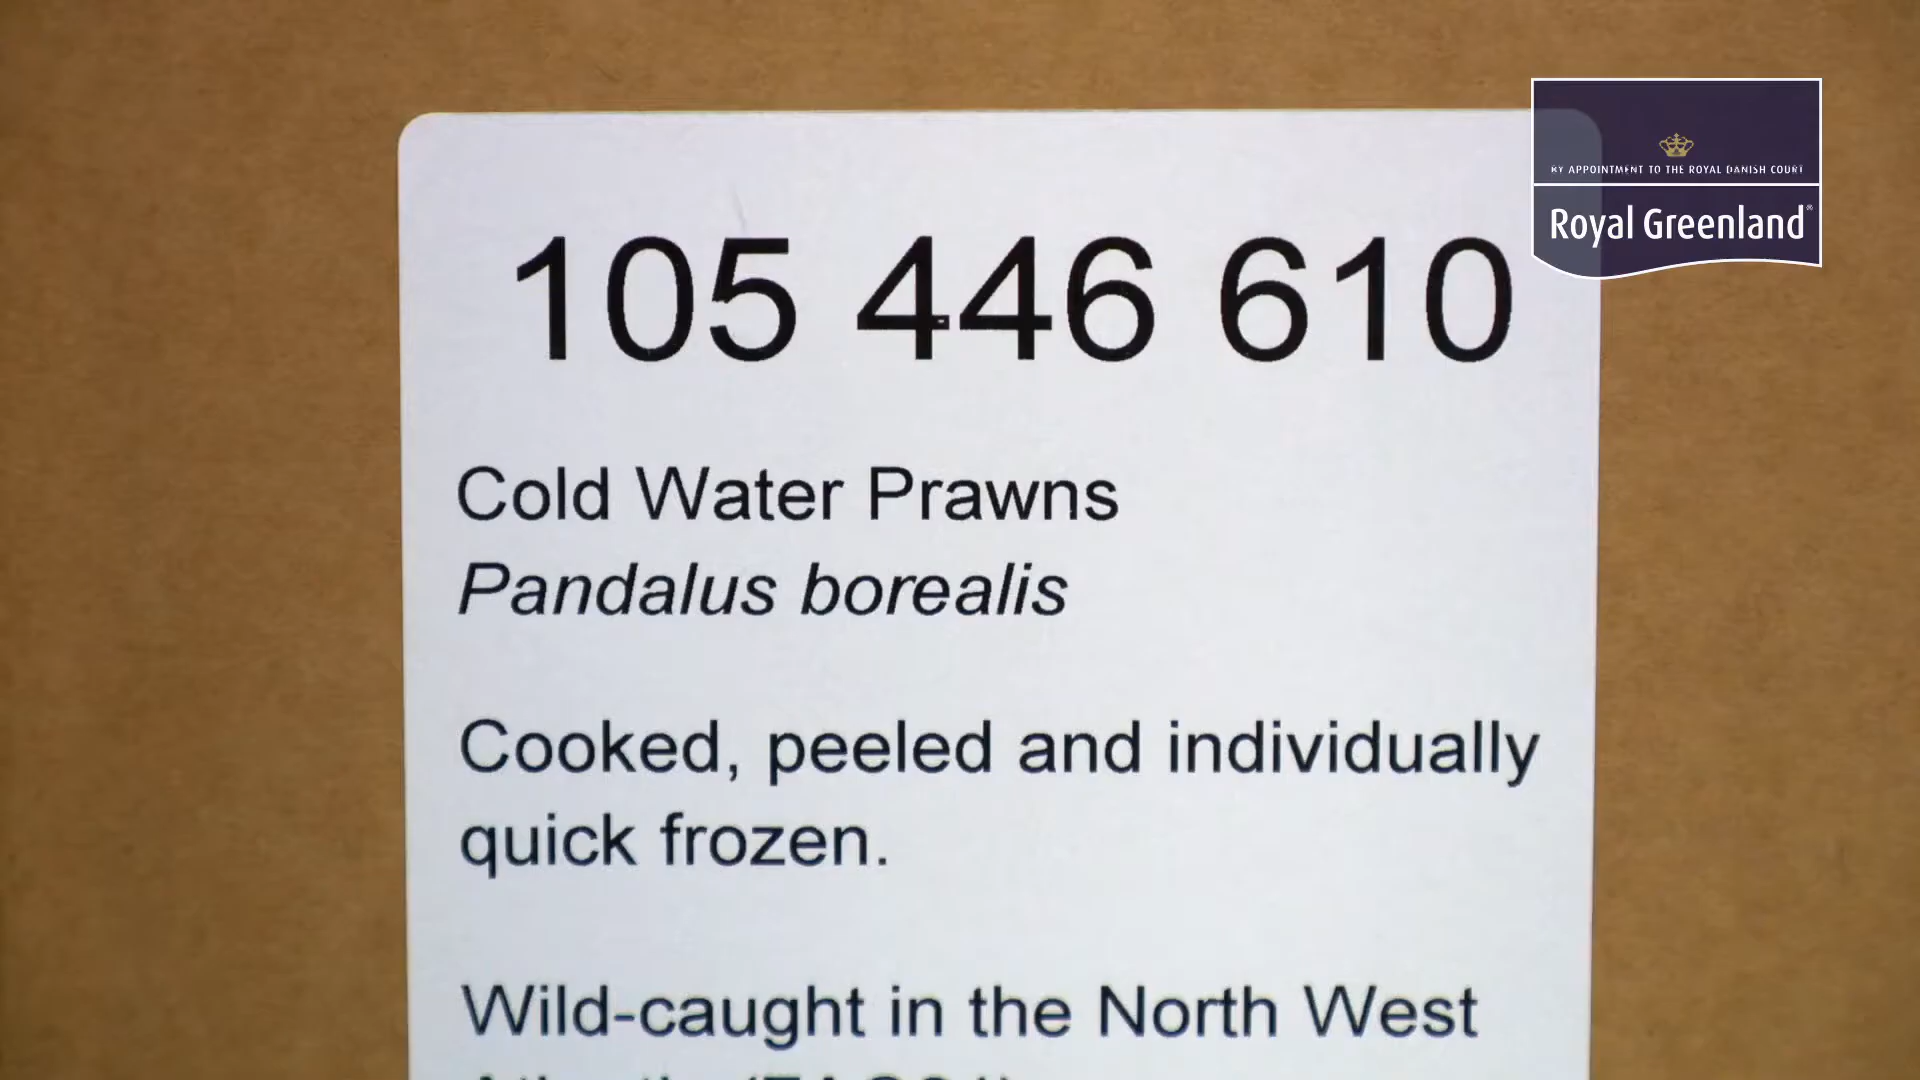 BY APPOINTMENT TO THE ROYAL DANISH COURT
Royal Greenland®
105 446 610
Cold Water Prawns
Pandalus borealis
Cooked, peeled and individually
quick frozen.
Wild-caught in the North West